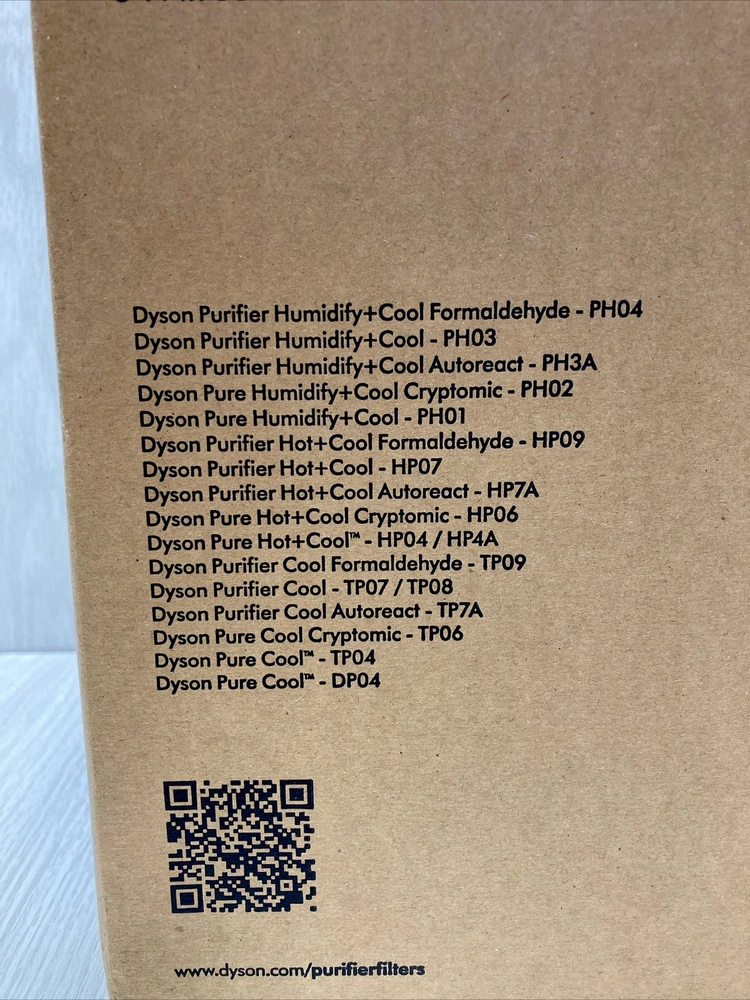 Dyson Purifier Humidify+Cool Formaldehyde - PH04
Dyson Purifier Humidify+Cool - PH03
Dyson Purifier Humidify+Cool Autoreact - PH3A
Dyson Pure Humidify+Cool Cryptomic - PH02
Dyson Pure Humidify+Cool - PH01
Dyson Purifier Hot+Cool Formaldehyde - HP09
Dyson Purifier Hot+Cool - HP07
Dyson Purifier Hot+Cool Autoreact - HP7A
Dyson Pure Hot+Cool Cryptomic - HP06
Dyson Pure Hot+Cool™ - HP04 / HP4A
Dyson Purifier Cool Formaldehyde - TP09
Dyson Purifier Cool - TP07 / TP08
Dyson Purifier Cool Autoreact - TP7A
Dyson Pure Cool Cryptomic - TP06
Dyson Pure Cool™ - TP04
Dyson Pure Cool™ - DP04
www.dyson.com/purifierfilters